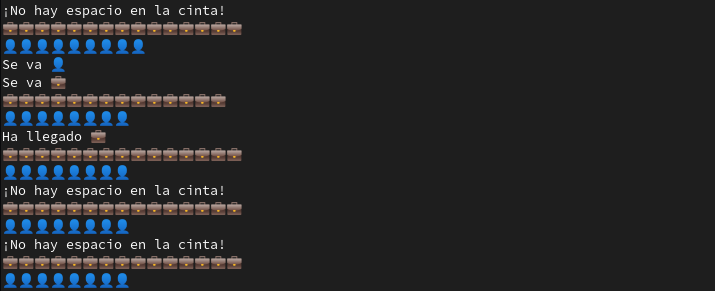 ¡No hay espacio en la cinta!
💼💼💼💼💼💼💼💼💼💼💼💼💼💼💼
👤👤👤👤👤👤👤👤👤
Se va 👤
Se va 💼
💼💼💼💼💼💼💼💼💼💼💼💼💼💼
👤👤👤👤👤👤👤👤
Ha llegado 💼
💼💼💼💼💼💼💼💼💼💼💼💼💼💼💼
👤👤👤👤👤👤👤👤
¡No hay espacio en la cinta!
💼💼💼💼💼💼💼💼💼💼💼💼💼💼💼
👤👤👤👤👤👤👤👤
¡No hay espacio en la cinta!
💼💼💼💼💼💼💼💼💼💼💼💼💼💼💼
👤👤👤👤👤👤👤👤